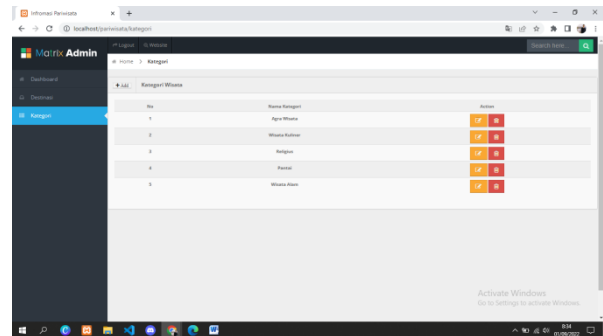 Infromasi Pariwisata
localhost/pariwisata/kategori
Matrix Admin
Logout Website
Search here...
Home > Kategori
Dashboard
Destinasi
Kategori
Add Kategori Wisata
No Nama Kategori Action
1 Agro Wisata
2 Wisata Kuliner
3 Religius
4 Pantai
5 Wisata Alam
Activate Windows
Go to Settings to activate Windows.
8:34
01/09/2022